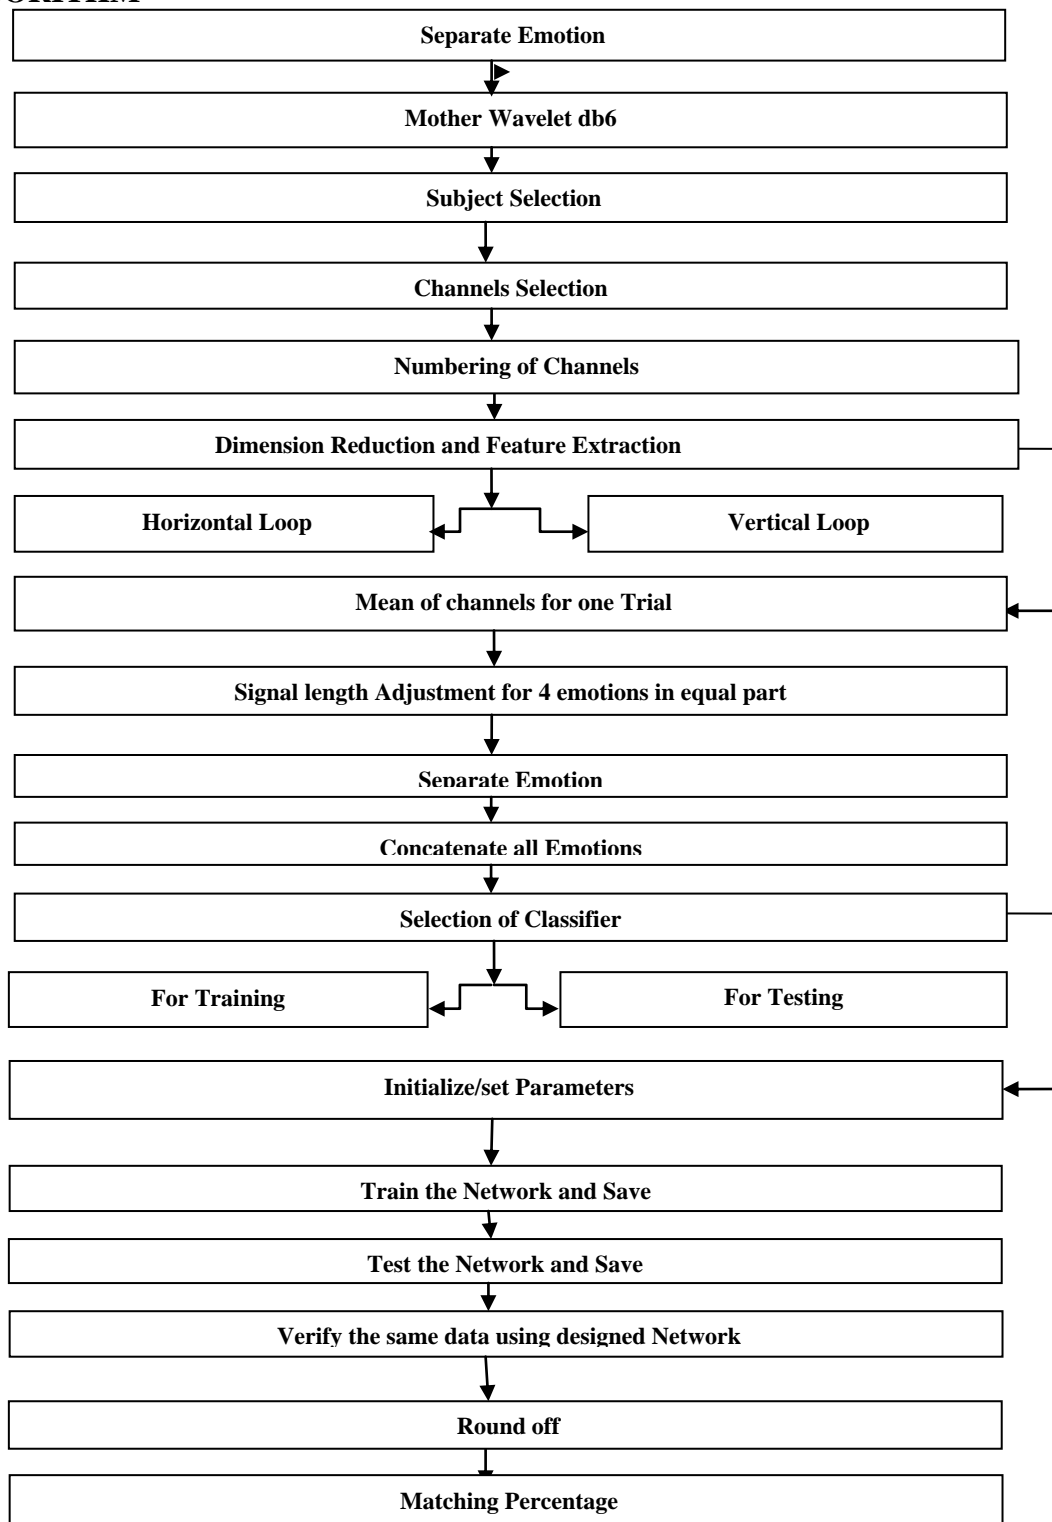 Separate Emotion
Mother Wavelet db6
Subject Selection
Channels Selection
Numbering of Channels
Dimension Reduction and Feature Extraction
Horizontal Loop
Vertical Loop
Mean of channels for one Trial
Signal length Adjustment for 4 emotions in equal part
Separate Emotion
Concatenate all Emotions
Selection of Classifier
For Training
For Testing
Initialize/set Parameters
Train the Network and Save
Test the Network and Save
Verify the same data using designed Network
Round off
Matching Percentage